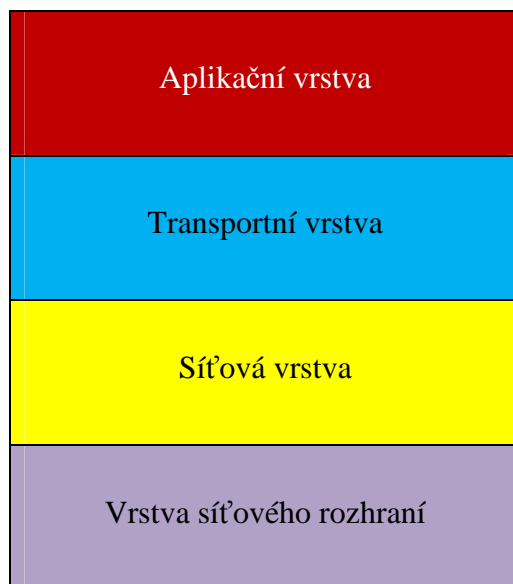 Aplikační vrstva
Transportní vrstva
Síťová vrstva
Vrstva síťového rozhraní